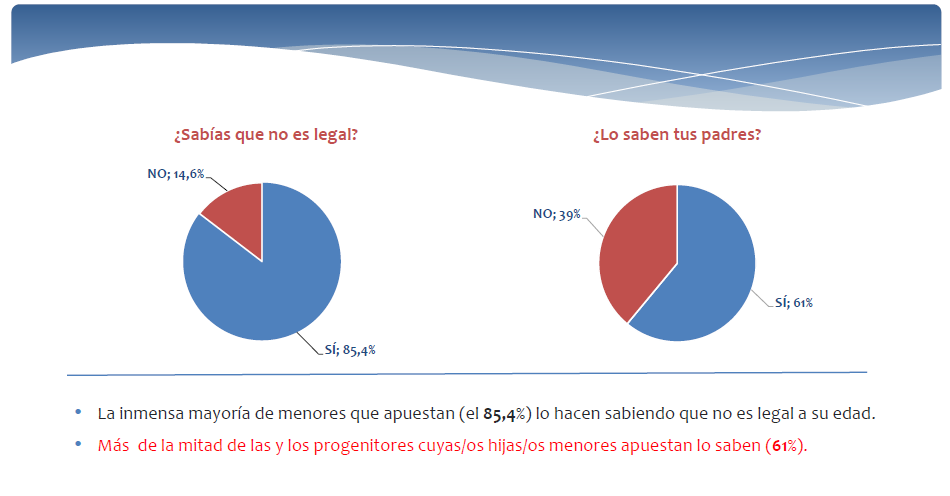 ¿Sabías que no es legal?
NO; 14,6%
SÍ; 85,4%
¿Lo saben tus padres?
NO; 39%
SÍ; 61%
• La inmensa mayoría de menores que apuestan (el 85,4%) lo hacen sabiendo que no es legal a su edad.
• Más de la mitad de las y los progenitores cuyas/os hijas/os menores apuestan lo saben (61%).